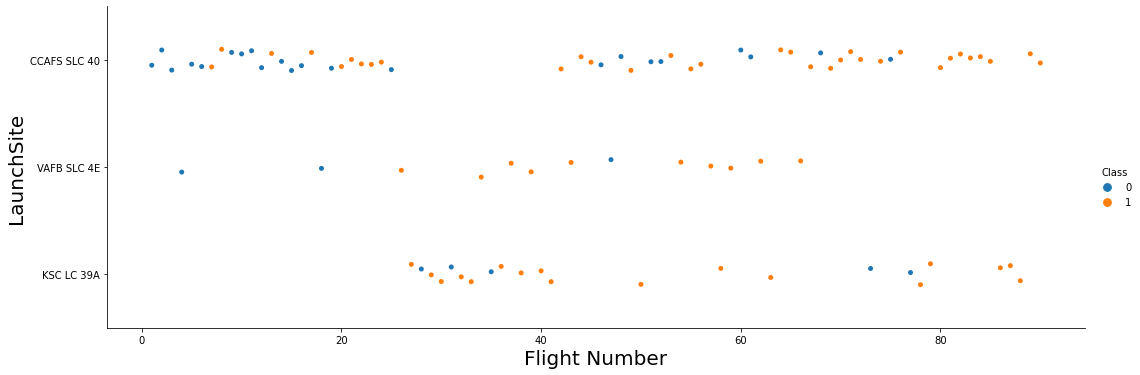 LaunchSite
CCAFS SLC 40
VAFB SLC 4E
KSC LC 39A
0
20
40
60
80
Flight Number
Class
0
1